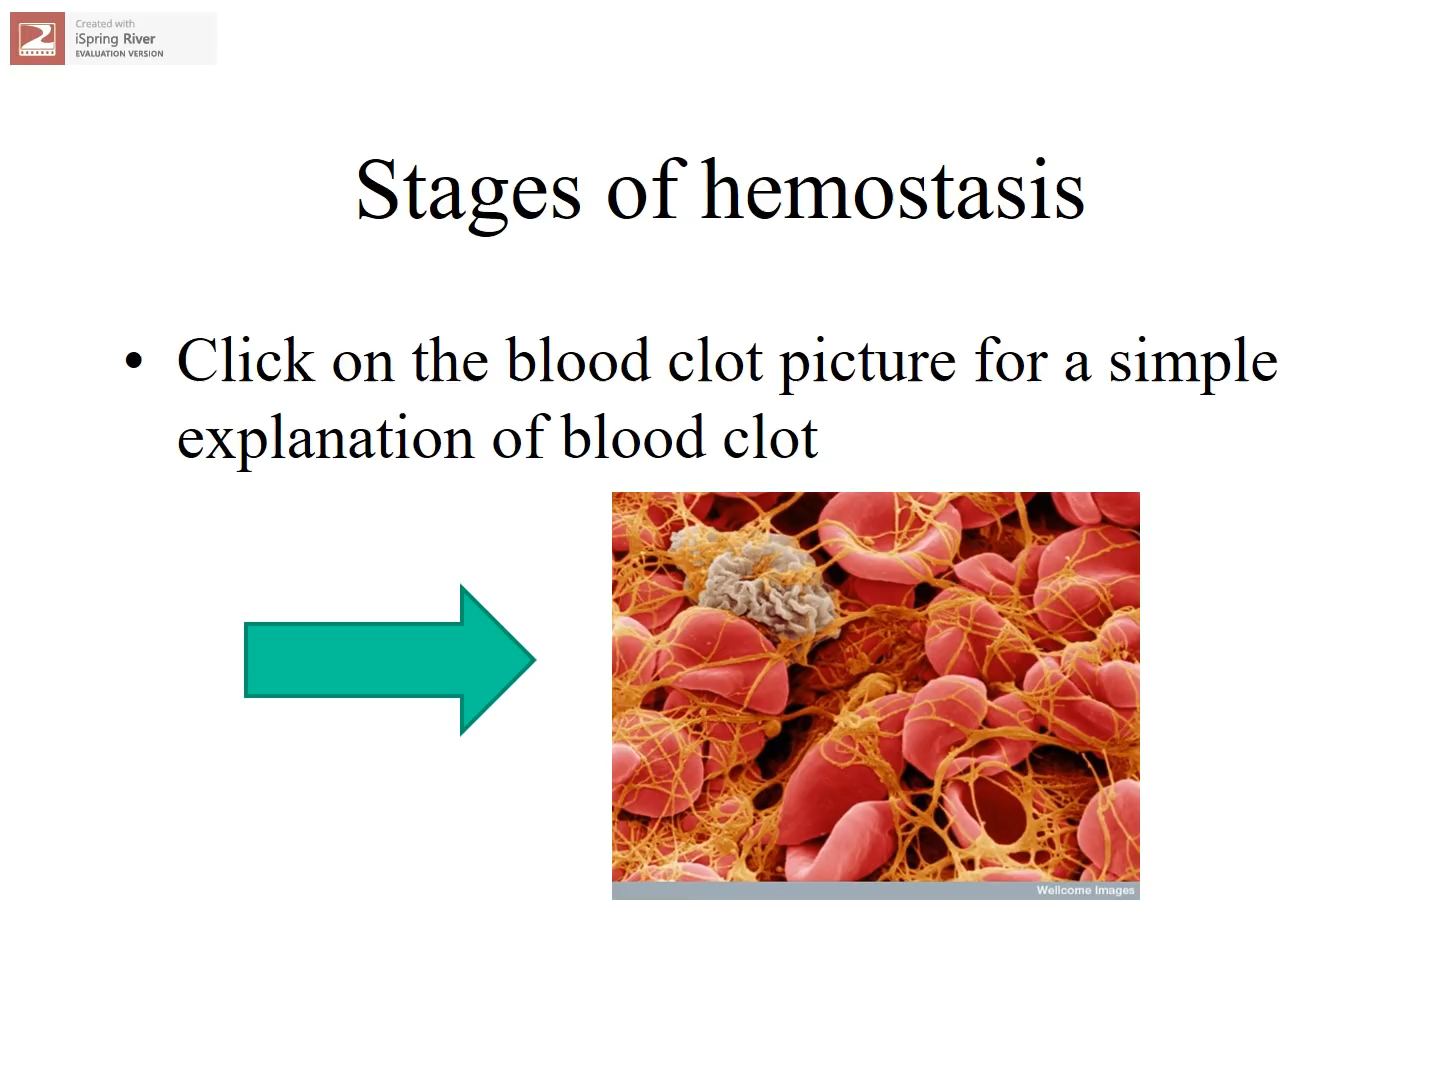 Created with
iSpring River
EVALUATION VERSION
Stages of hemostasis
• Click on the blood clot picture for a simple
explanation of blood clot
Wellcome Images